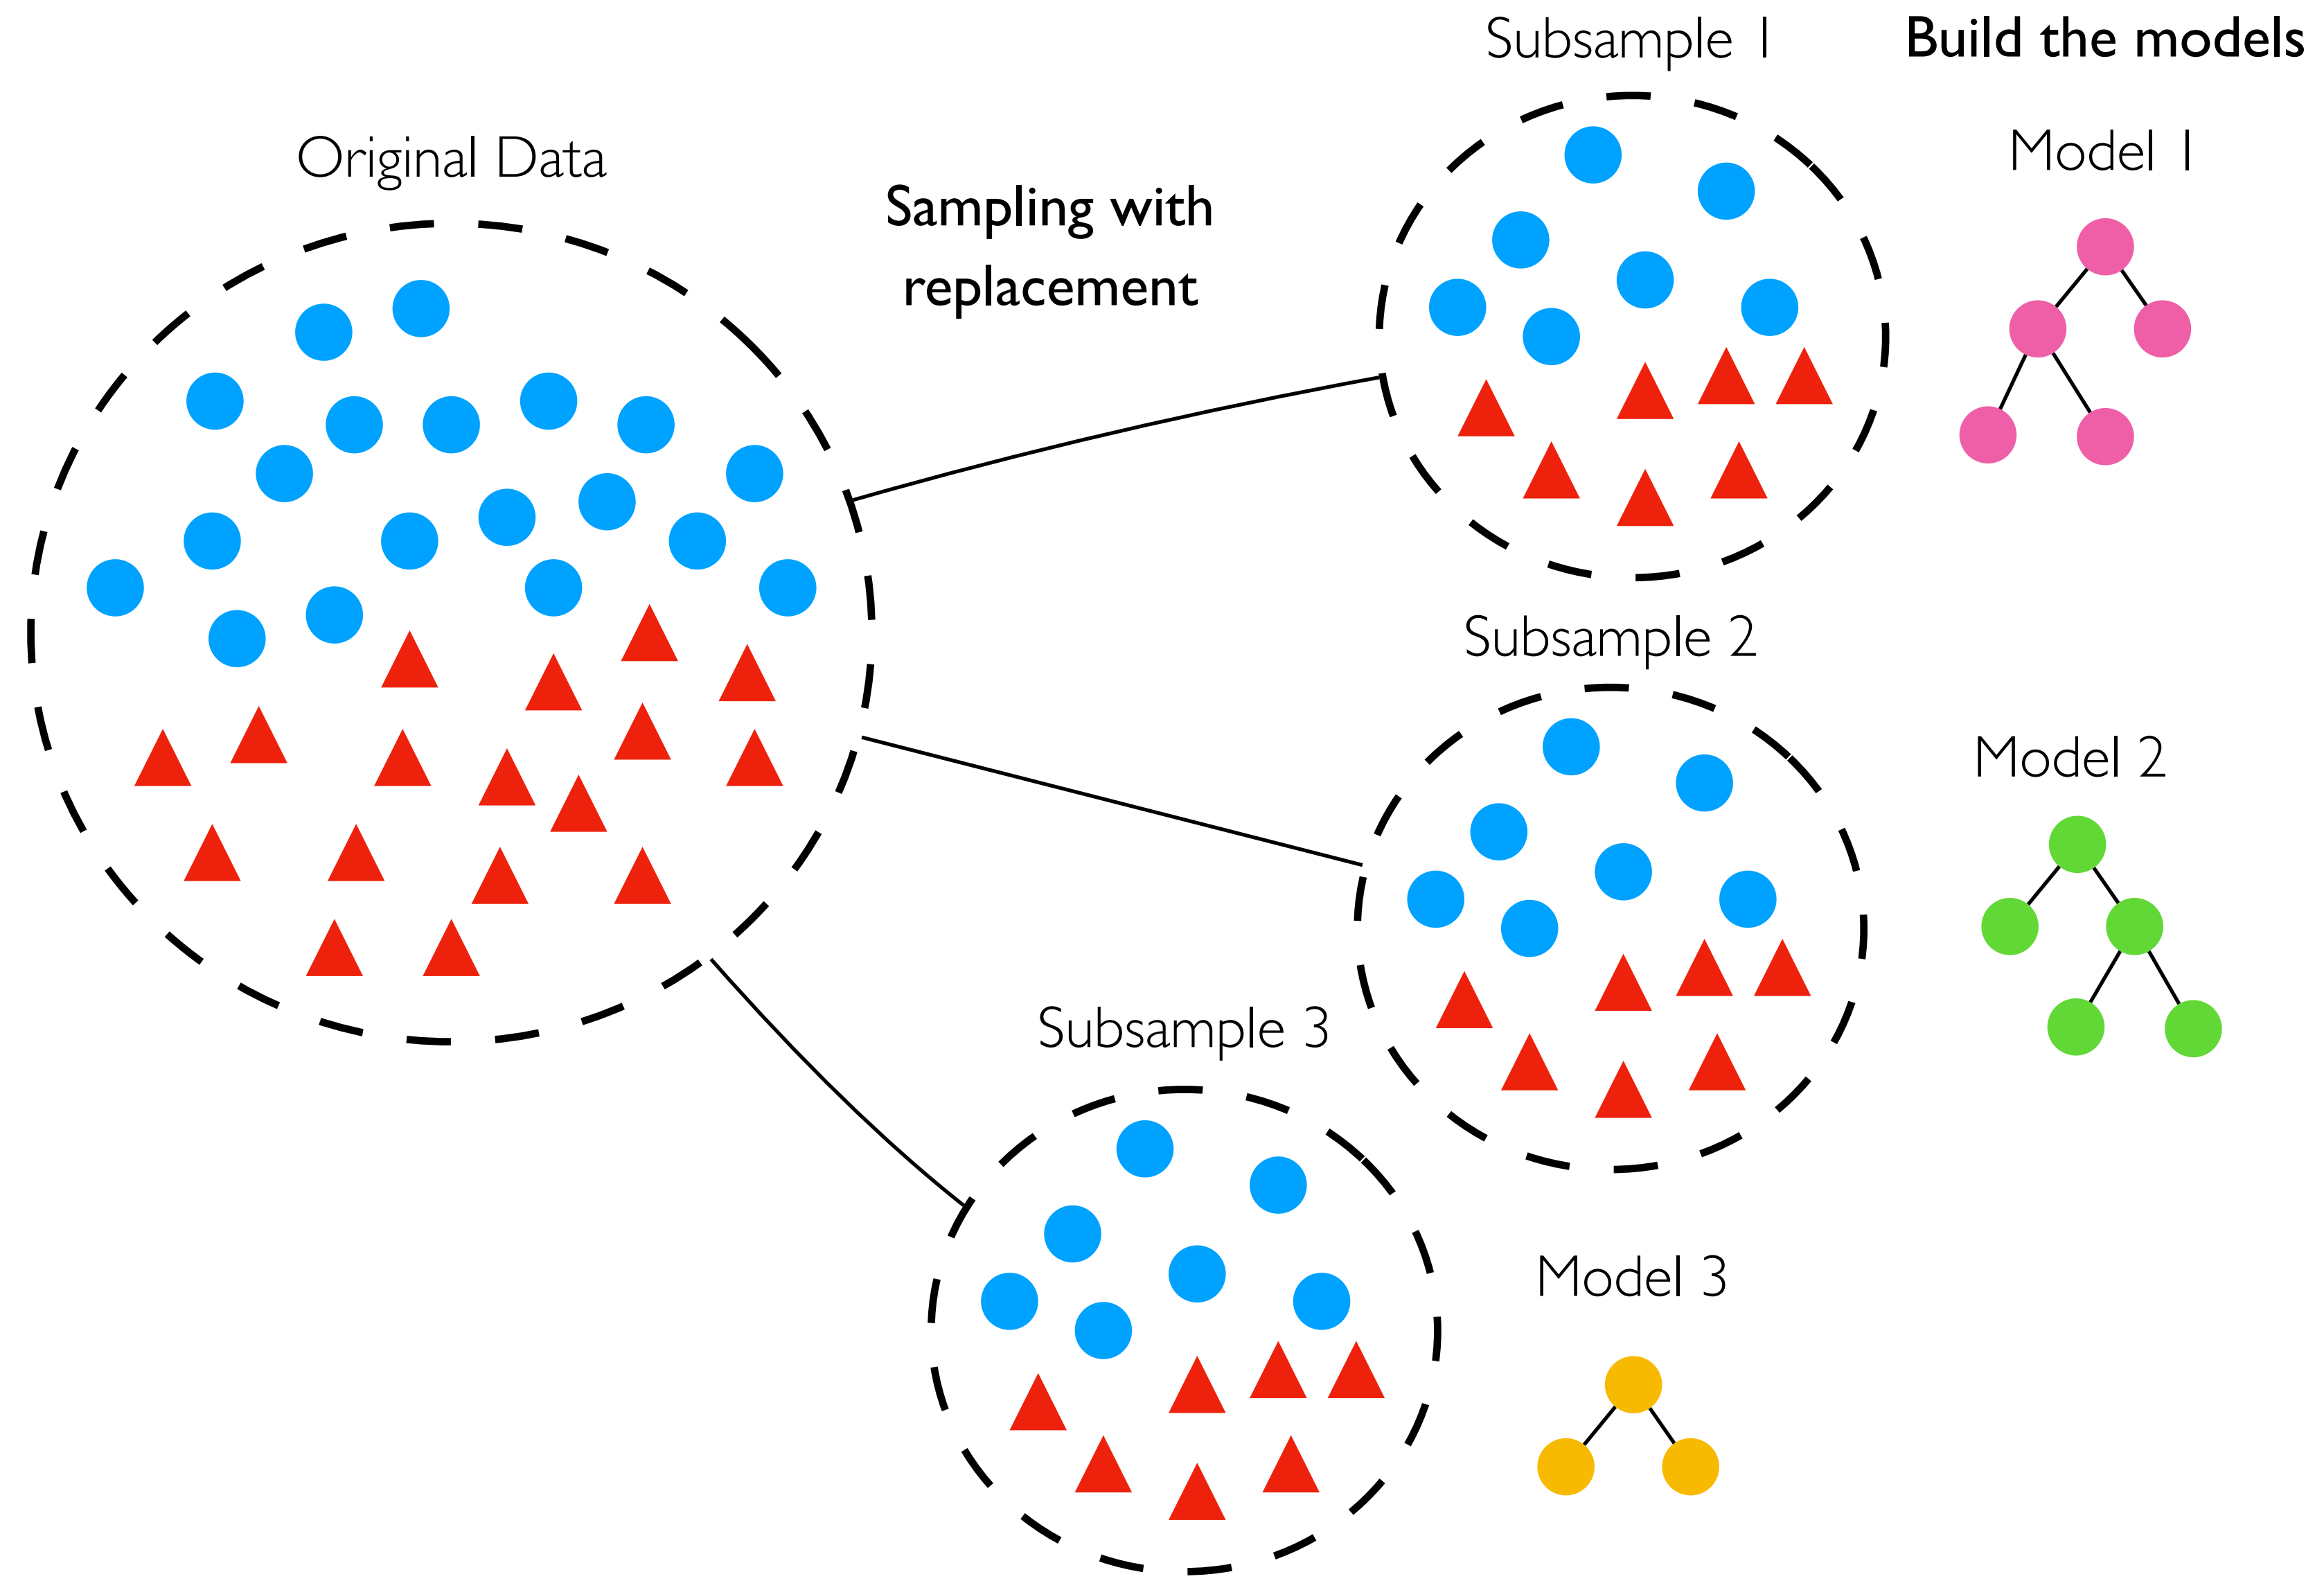 Original Data
Sampling with
replacement
Subsample 1
Build the models
Model 1
Subsample 2
Model 2
Subsample 3
Model 3